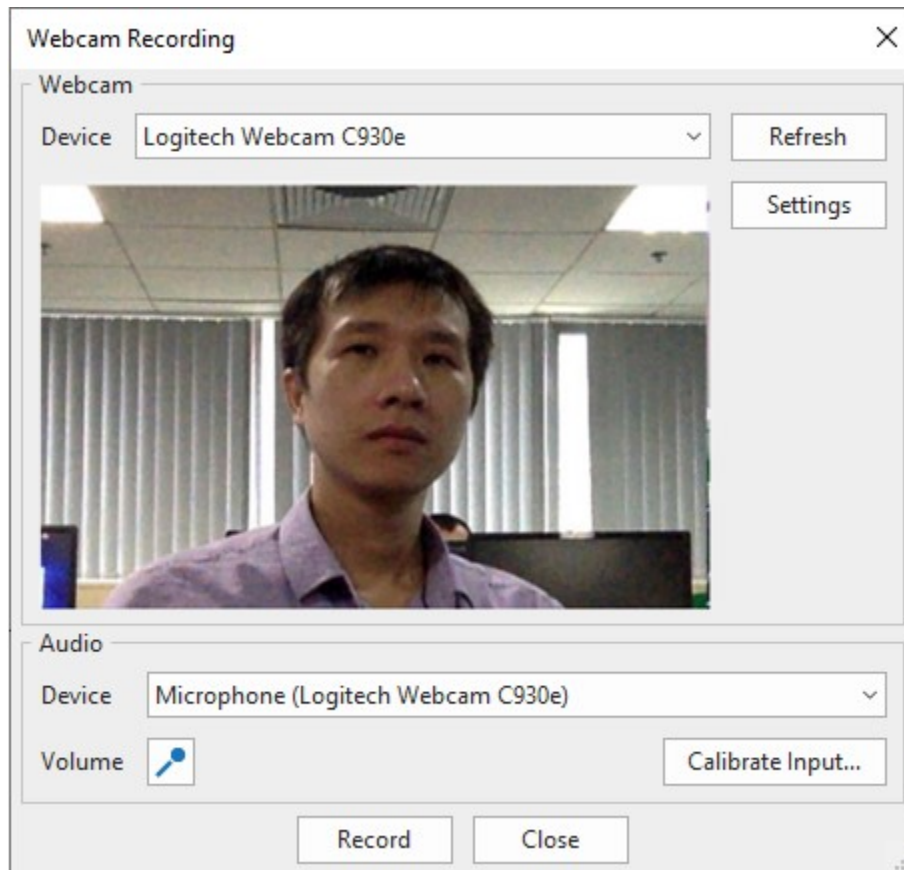 Webcam Recording
Webcam
Device Logitech Webcam C930e Refresh
Settings
Audio
Device Microphone (Logitech Webcam C930e)
Volume Calibrate Input...
Record Close